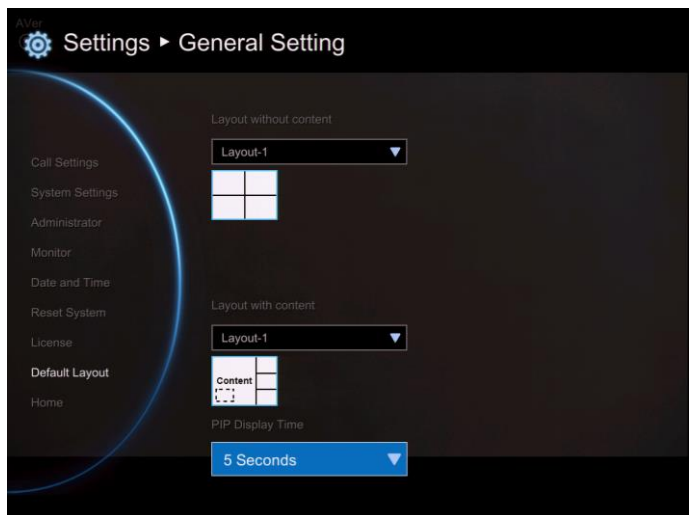 AVer
Settings ▸ General Setting
Call Settings
System Settings
Administrator
Monitor
Date and Time
Reset System
License
Default Layout
Home
Layout without content
Layout-1
Layout with content
Layout-1
Content
PIP Display Time
5 Seconds